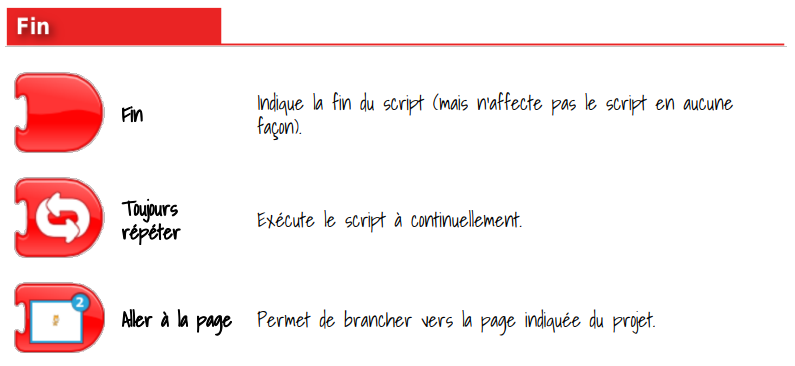 Fin
Fin
Indique la fin du script (mais n'affecte pas le script en aucune
façon).
Toujours
répéter
Exécute le script à continuellement.
2
Aller à la page
Permet de brancher vers la page indiquée du projet.